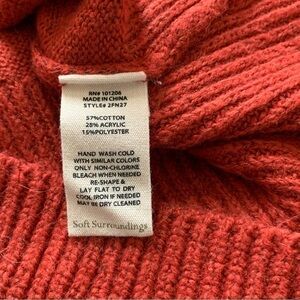 RN# 101206
MADE IN CHINA
STYLE# 2FN27
57%COTTON
28% ACRYLIC
15%POLYESTER
HAND WASH COLD
WITH SIMILAR COLORS
ONLY NON-CHLORINE
BLEACH WHEN NEEDED
RE-SHAPE &
LAY FLAT TO DRY
COOL IRON IF NEEDED
MAY BE DRY CLEANED
Soft Surroundings